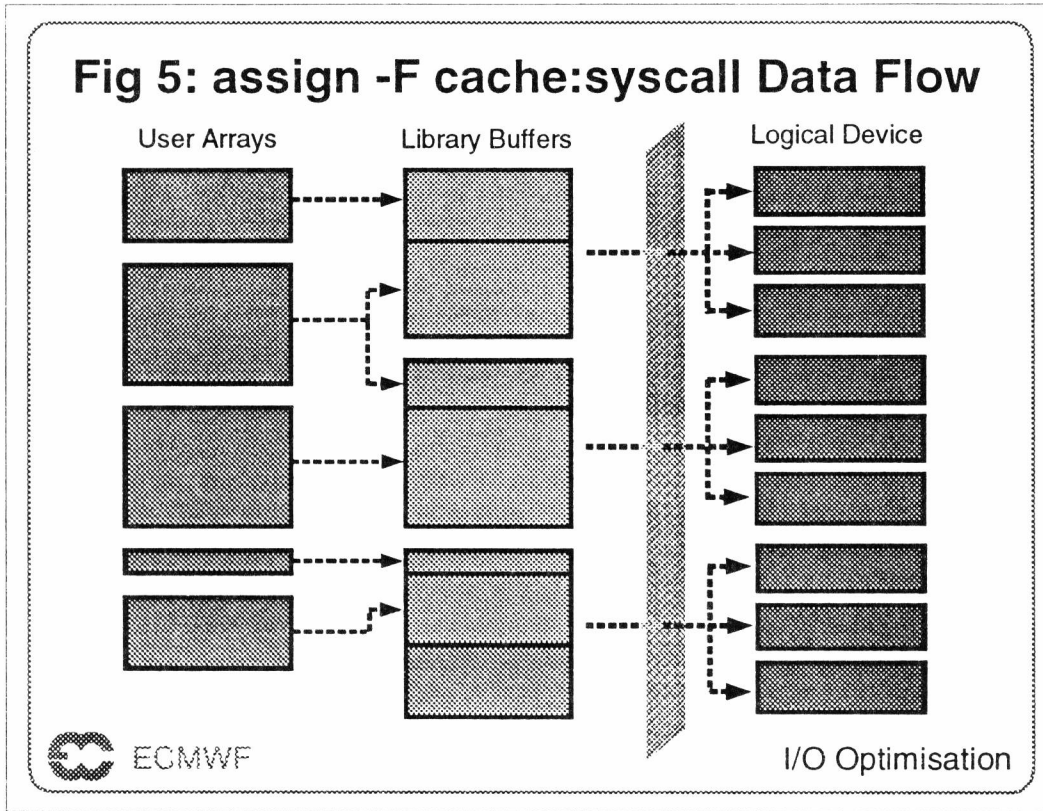 Fig 5: assign -F cache:syscall Data Flow
User Arrays
Library Buffers
Logical Device
ECMWF
I/O Optimisation